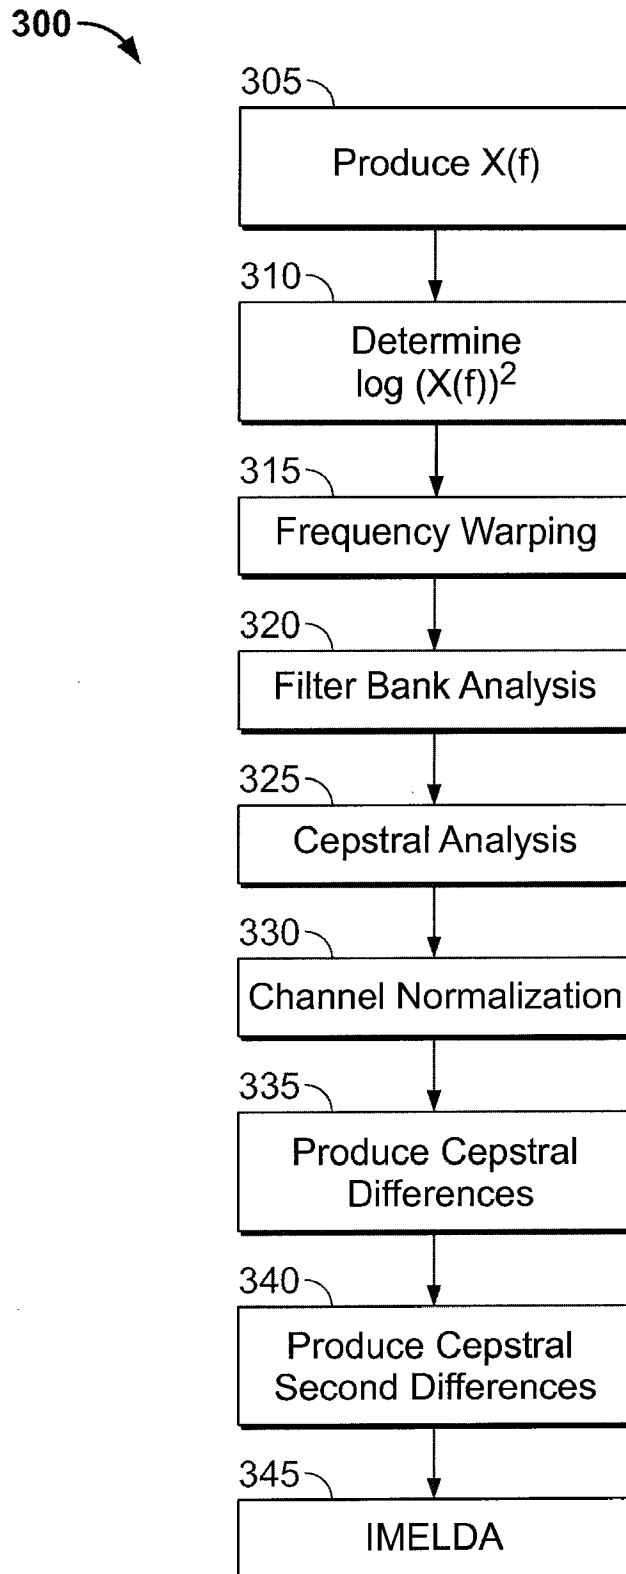 300
305
Produce X(f)
310
Determine
log (X(f))2
315
Frequency Warping
320
Filter Bank Analysis
325
Cepstral Analysis
330
Channel Normalization
335
Produce Cepstral
Differences
340
Produce Cepstral
Second Differences
345
IMELDA